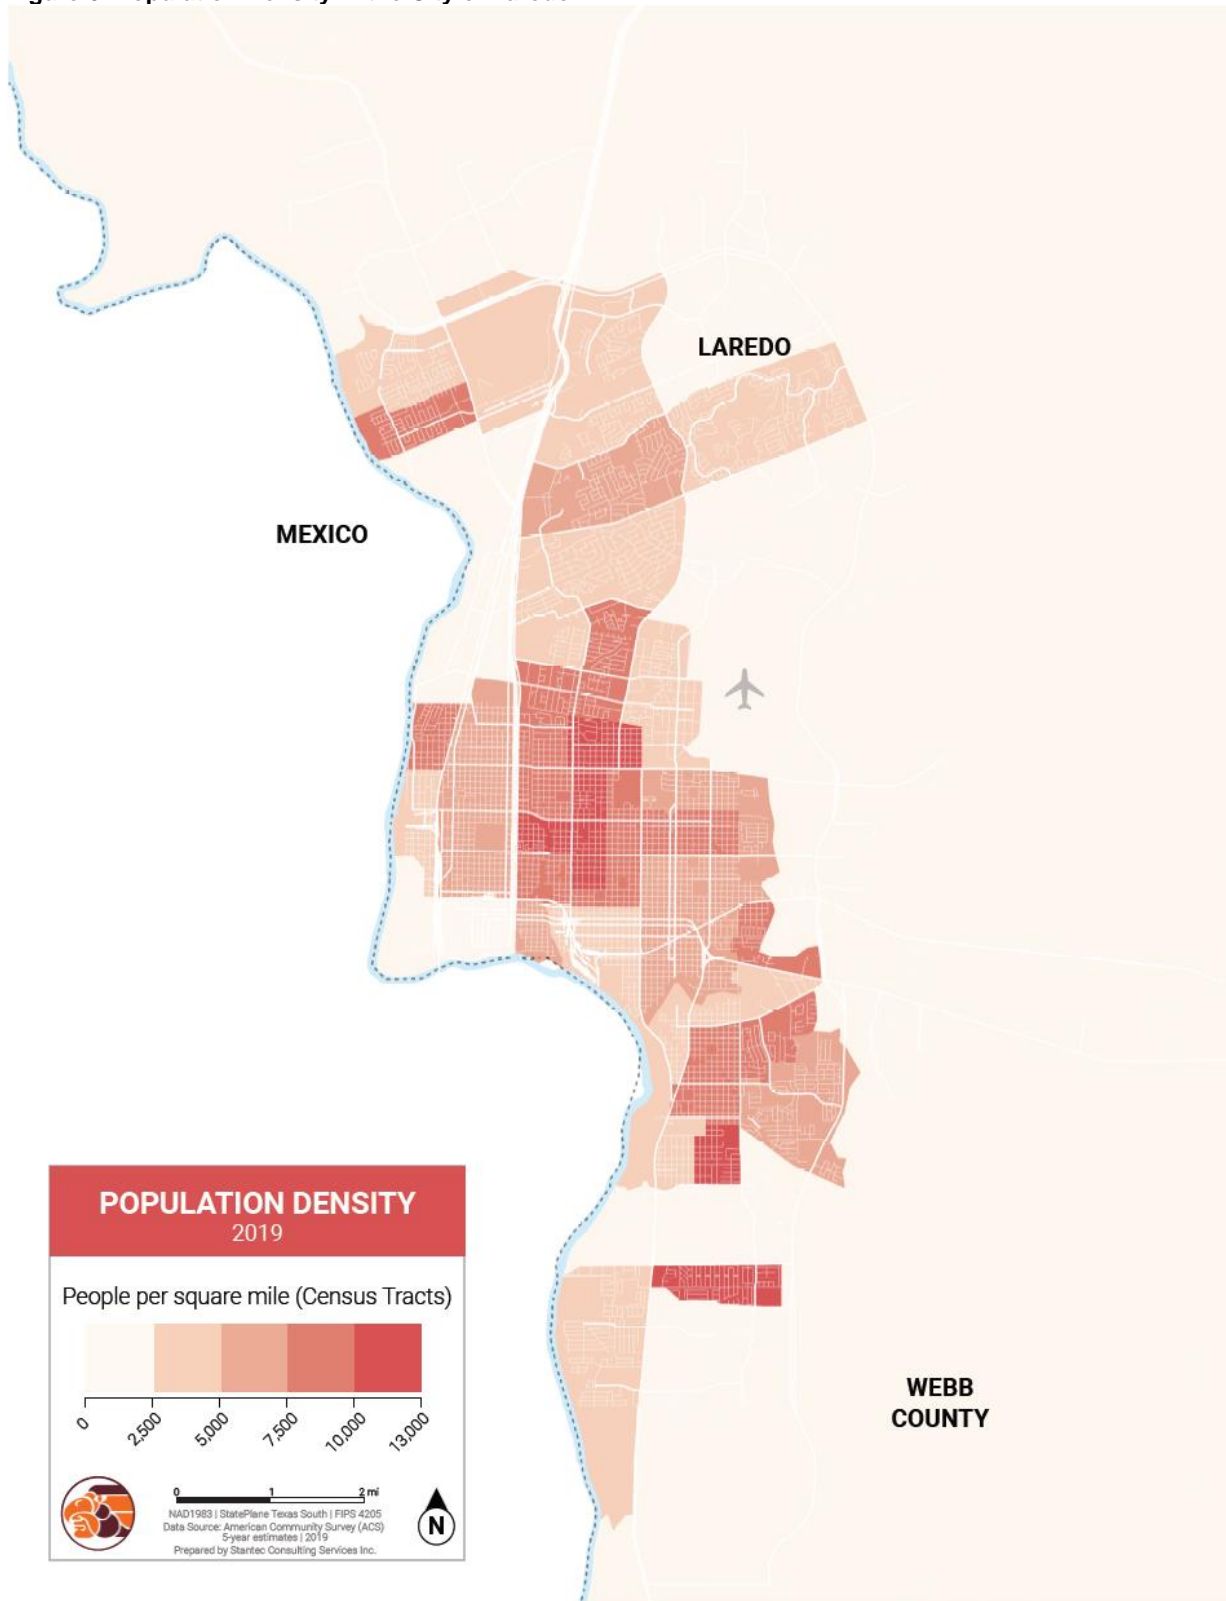 LAREDO
MEXICO
POPULATION DENSITY
2019
People per square mile (Census Tracts)
0
2,500
5,000
7,500
10,000
13,000
0 1 2 mi
NAD1983 | StatePlane Texas South | FIPS 4205
Data Source: American Community Survey (ACS)
5-year estimates | 2019
Prepared by Stantec Consulting Services Inc.
N
WEBB
COUNTY